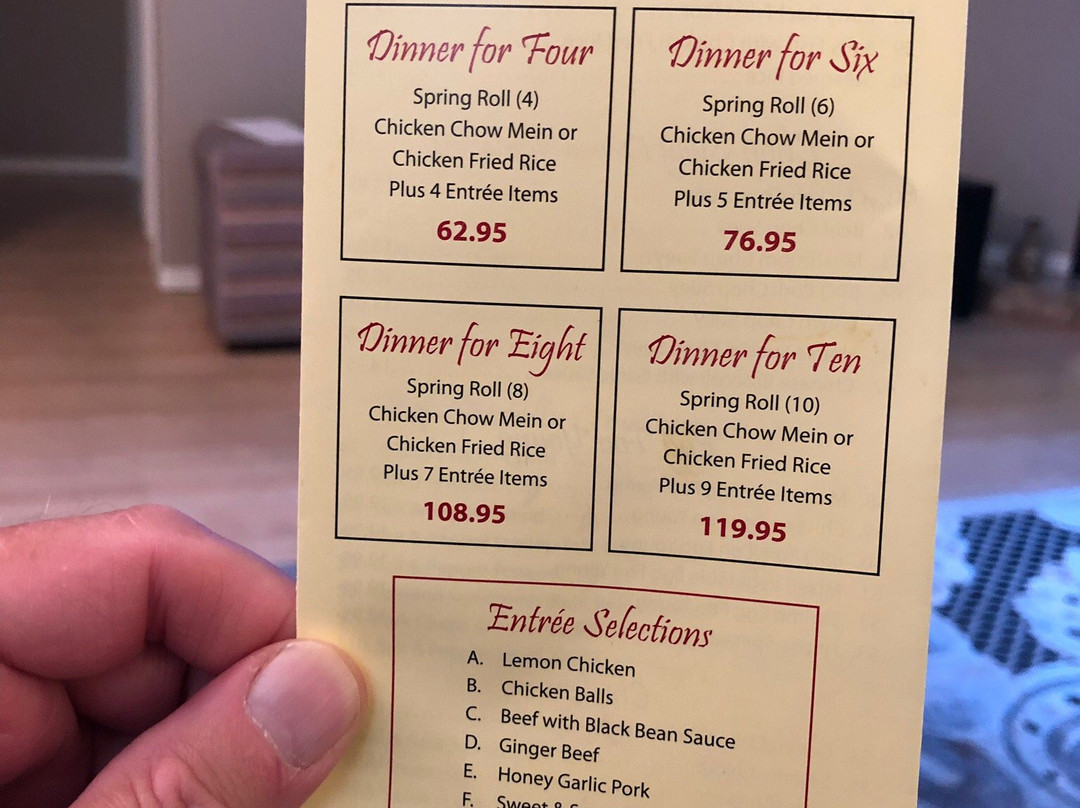 Dinner for Four
Spring Roll (4)
Chicken Chow Mein or
Chicken Fried Rice
Plus 4 Entrée Items
62.95
Dinner for Six
Spring Roll (6)
Chicken Chow Mein or
Chicken Fried Rice
Plus 5 Entrée Items
76.95
Dinner for Eight
Spring Roll (8)
Chicken Chow Mein or
Chicken Fried Rice
Plus 7 Entrée Items
108.95
Dinner for Ten
Spring Roll (10)
Chicken Chow Mein or
Chicken Fried Rice
Plus 9 Entrée Items
119.95
Entrée Selections
A. Lemon Chicken
B. Chicken Balls
C. Beef with Black Bean Sauce
D. Ginger Beef
E. Honey Garlic Pork
F. Sweet &